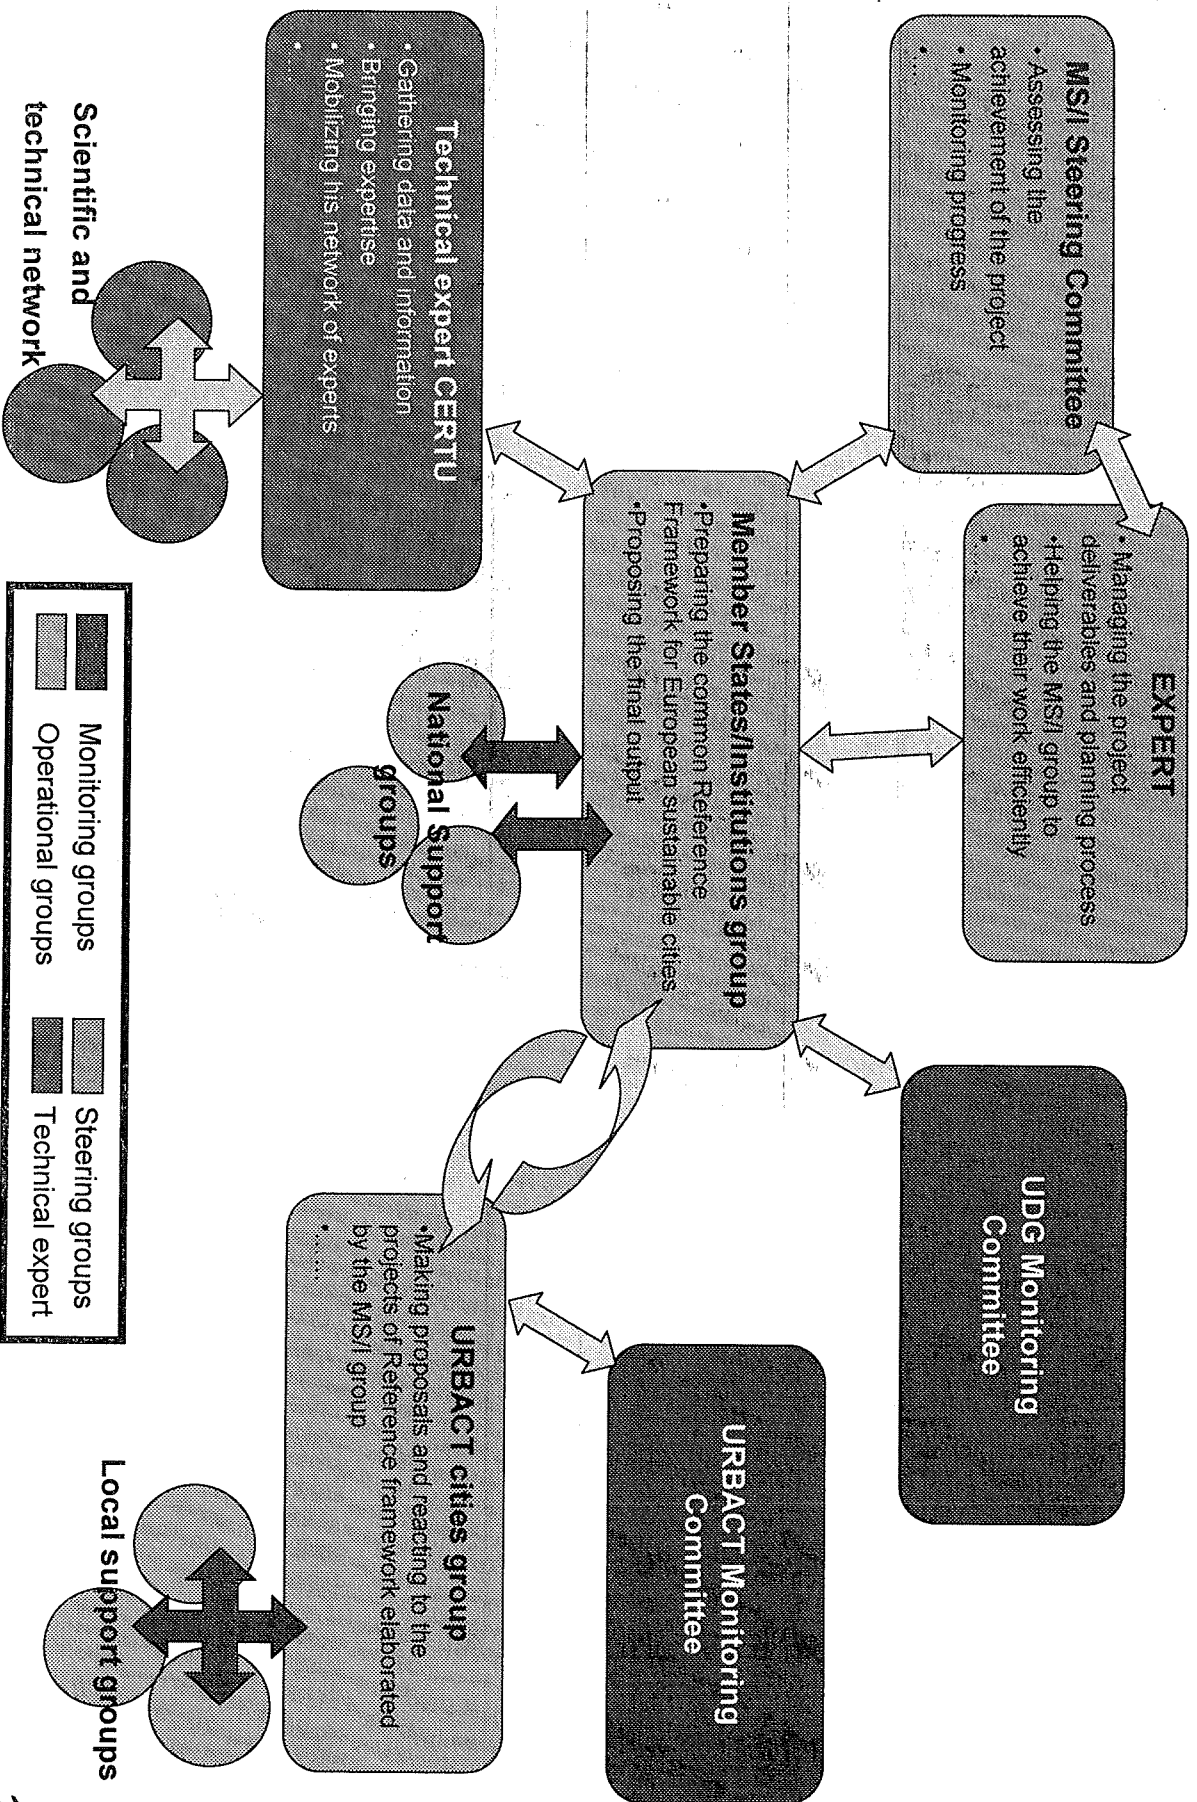 MS/I Steering Committee
• Assessing the
achievement of the project
• Monitoring progress
• .....
EXPERT
• Managing the project
deliverables and planning process
•Helping the MS/I group to
achieve their work efficiently
•.....
UDG Monitoring
Committee
Member States/Institutions group
•Preparing the common Reference
Framework for European sustainable cities
•Proposing the final output
URBACT Monitoring
Committee
Technical expert CERTU
• Gathering data and information
• Bringing expertise
• Mobilizing his network of experts
• .....
National Support
groups
URBACT cities group
•Making proposals and reacting to the
projects of Reference framework elaborated
by the MS/I group
•........
Scientific and
technical network
Local support groups
Monitoring groups
Steering groups
Operational groups
Technical expert